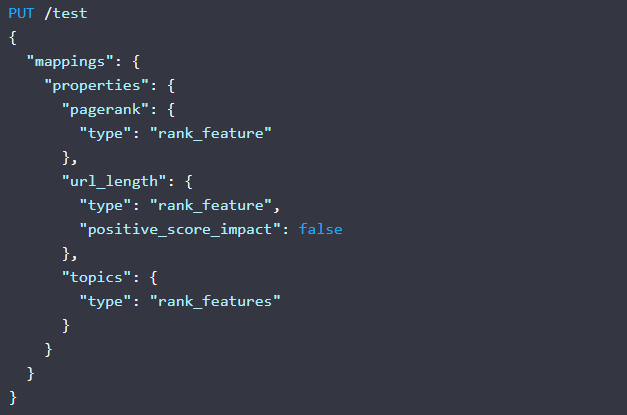 PUT /test
{
  "mappings": {
    "properties": {
      "pagerank": {
        "type": "rank_feature"
      },
      "url_length": {
        "type": "rank_feature",
        "positive_score_impact": false
      },
      "topics": {
        "type": "rank_features"
      }
    }
  }
}